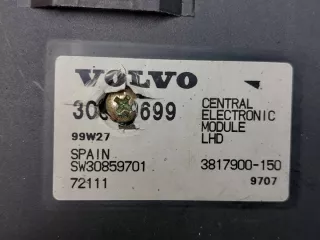 VOLVO
30 699
99W27
SPAIN
SW30859701
72111
CENTRAL
ELECTRONIC
MODULE
LHD
3817900-150
9707